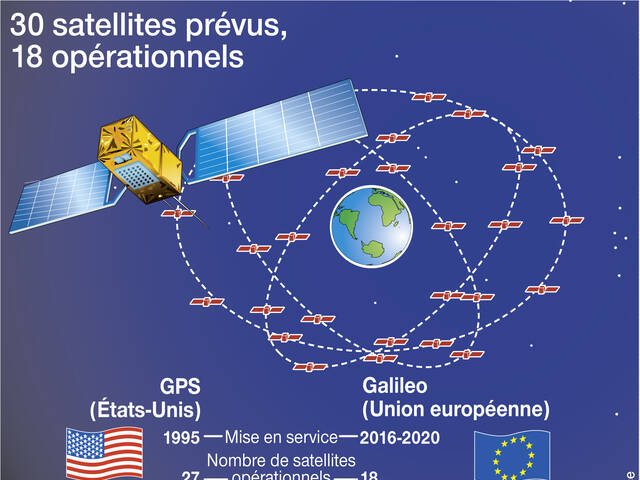 30 satellites prévus,
18 opérationnels
GPS
(États-Unis)
Galileo
(Union européenne)
1995 — Mise en service — 2016-2020
Nombre de satellites
27 — opérationnels — 18